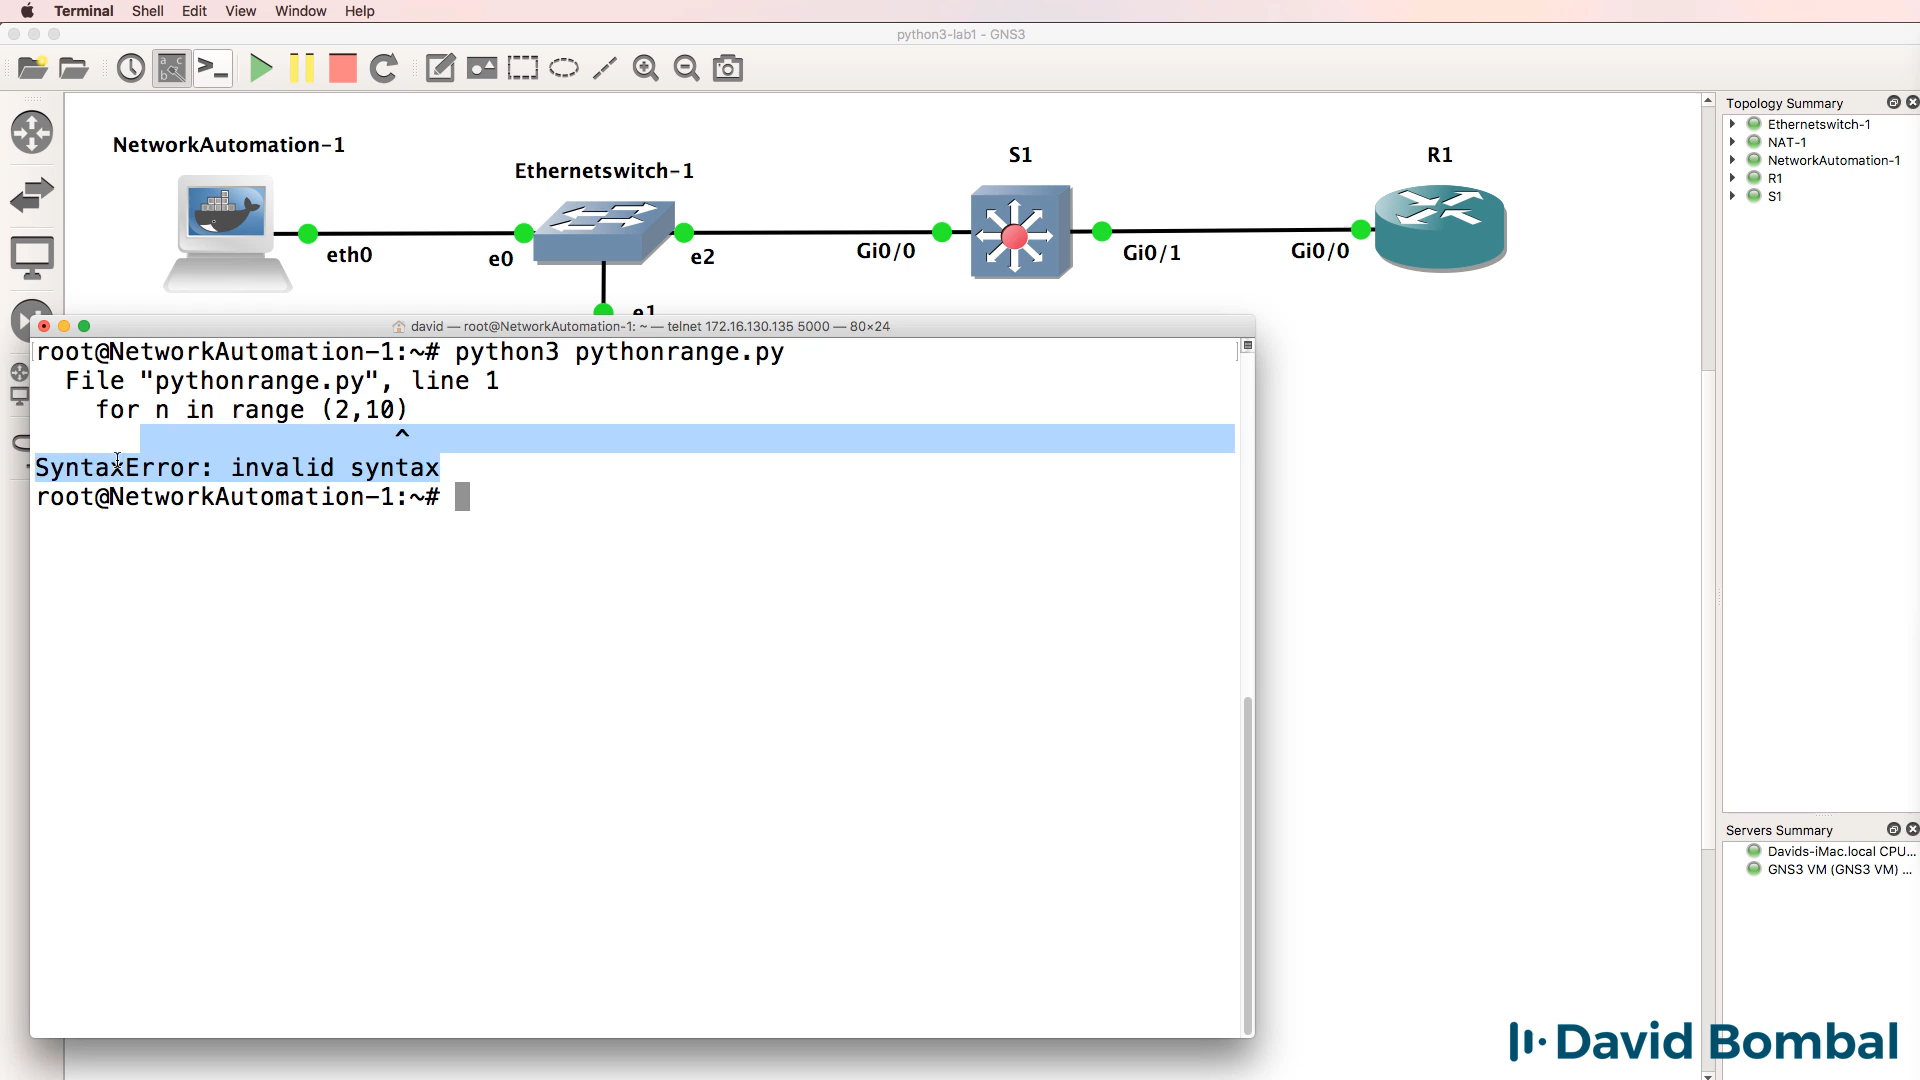 Terminal Shell Edit View Window Help
python3-lab1 - GNS3
Topology Summary
Ethernetswitch-1
NAT-1
NetworkAutomation-1
R1
S1
NetworkAutomation-1
Ethernetswitch-1
S1
R1
eth0
e0
e2
Gi0/0
Gi0/1
Gi0/0
e1
david — root@NetworkAutomation-1: ~ — telnet 172.16.130.135 5000 — 80×24
root@NetworkAutomation-1:~# python3 pythonrange.py
File "pythonrange.py", line 1
for n in range (2,10)
^
SyntaxError: invalid syntax
root@NetworkAutomation-1:~#
Servers Summary
Davids-iMac.local CPU...
GNS3 VM (GNS3 VM) ...
David Bombal